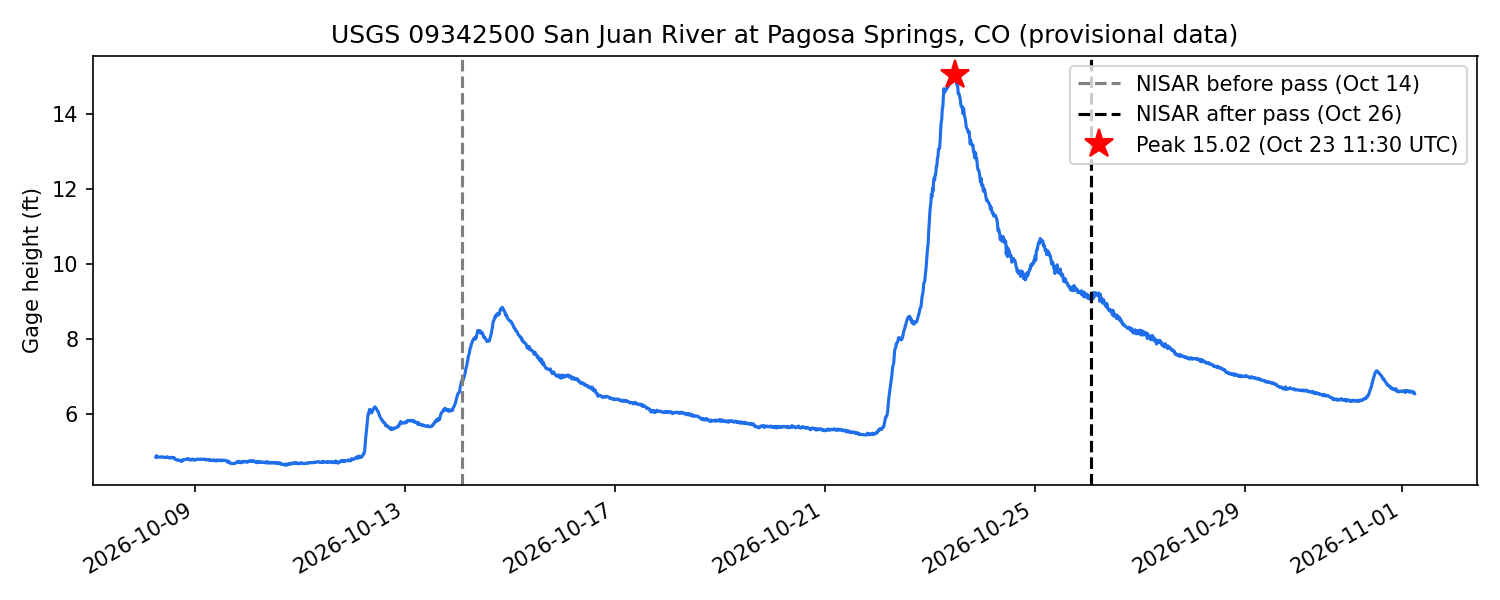 USGS 09342500 San Juan River at Pagosa Springs, CO (provisional data)
NISAR before pass (Oct 14)
NISAR after pass (Oct 26)
Peak 15.02 (Oct 23 11:30 UTC)
Gage height (ft)
14
12
10
8
6
2026-10-09
2026-10-13
2026-10-17
2026-10-21
2026-10-25
2026-10-29
2026-11-01